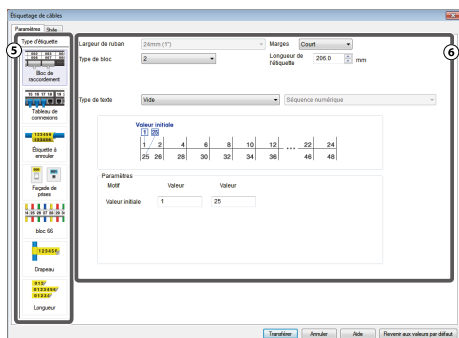 Étiquetage de câbles
Paramètres Style
Type d'étiquette
5
Bloc de
raccordement
Tableau de
connexions
Étiquette à
enrouler
Façade de
prises
bloc 66
123456
Drapeau
Longueur
6
Largeur de ruban 24mm (1") Marges Court
Type de bloc 2 Longueur de
l'étiquette 206.0 mm
Type de texte Vide Séquence numérique
Valeur initiale
1 25
1 2 4 6 8 10 12 ... 22 24
25 26 28 30 32 34 36 46 48
Paramètres
Motif Valeur Valeur
Valeur initiale 1 25
Transférer Annuler Aide Revenir aux valeurs par défaut